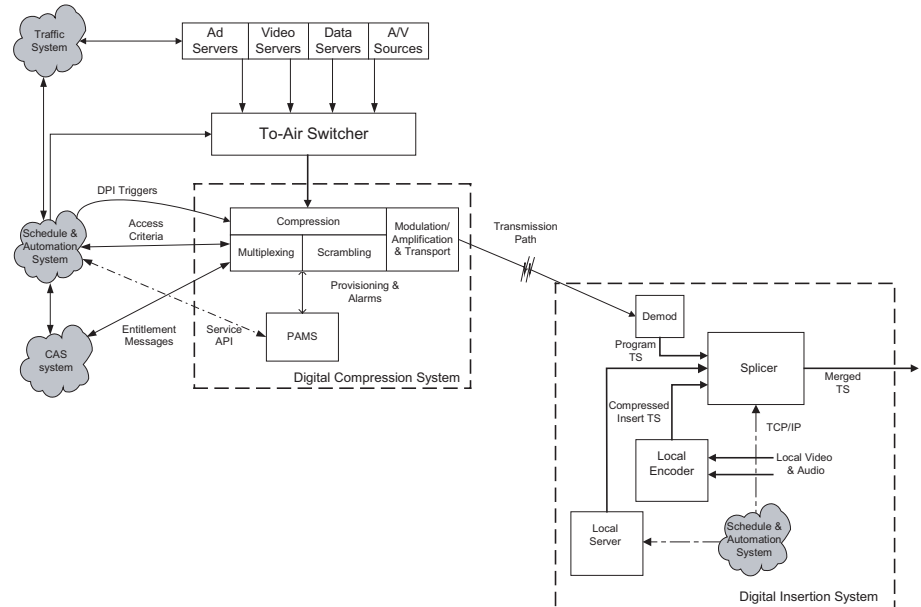 Traffic
System
Ad
Servers
Video
Servers
Data
Servers
A/V
Sources
To-Air Switcher
DPI Triggers
Access
Criteria
Schedule &
Automation
System
Compression
Multiplexing
Scrambling
Modulation/
Amplification
& Transport
Transmission
Path
Provisioning &
Alarms
Entitlement
Messages
Service
API
PAMS
CAS
system
Digital Compression System
Demod
Program
TS
Splicer
Merged
TS
Compressed
Insert TS
TCP/IP
Local
Encoder
Local Video
& Audio
Local
Server
Schedule &
Automation
System
Digital Insertion System